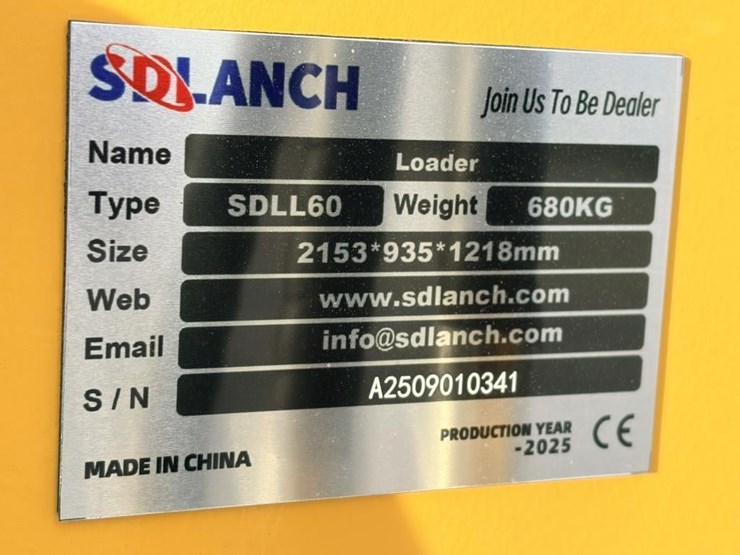 SDLANCH
Join Us To Be Dealer
Name Loader
Type SDLL60 Weight 680KG
Size 2153*935*1218mm
Web www.sdlanch.com
Email info@sdlanch.com
S / N A2509010341
PRODUCTION YEAR
-2025 CE
MADE IN CHINA